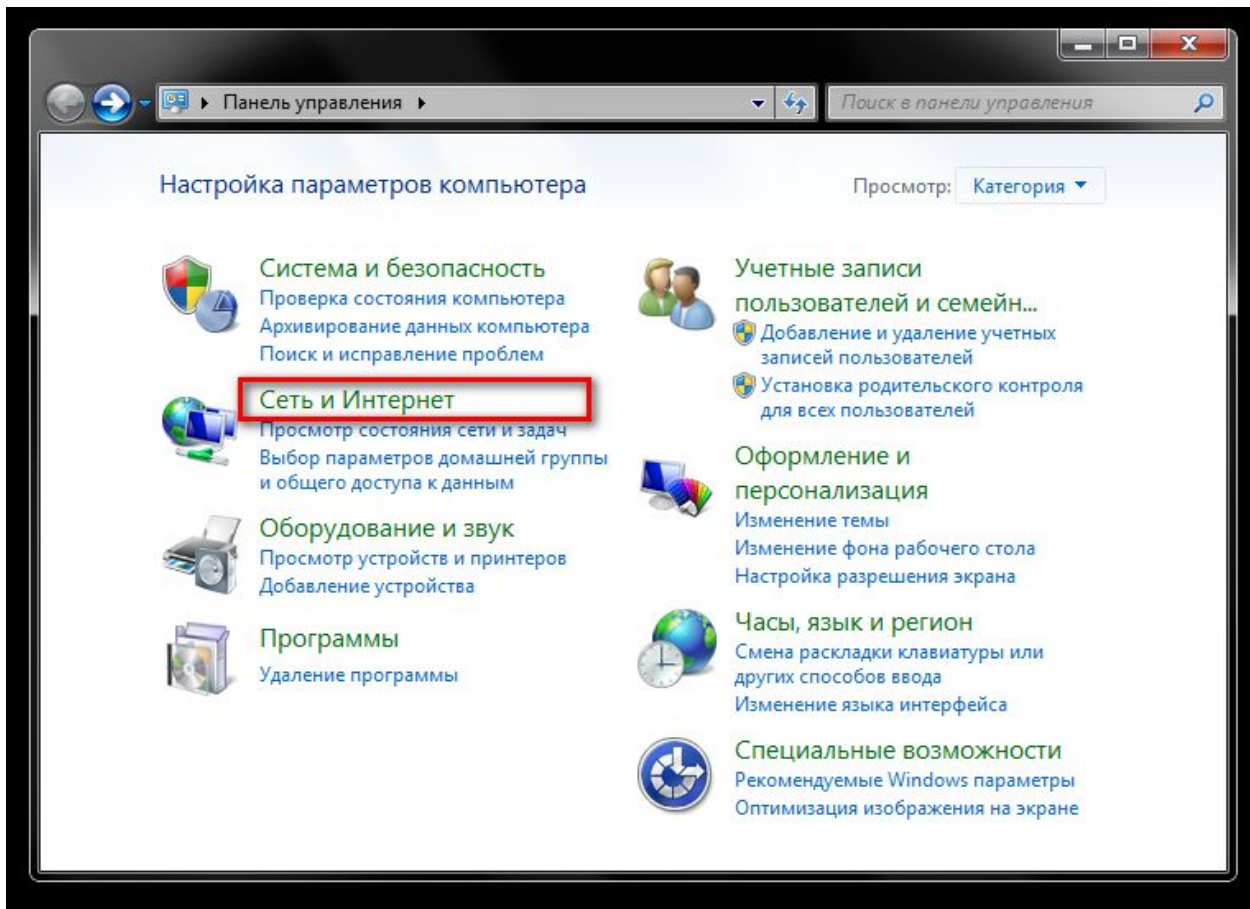 Панель управления
Поиск в панели управления
Настройка параметров компьютера
Просмотр: Категория
Система и безопасность
Проверка состояния компьютера
Архивирование данных компьютера
Поиск и исправление проблем
Сеть и Интернет
Просмотр состояния сети и задач
Выбор параметров домашней группы
и общего доступа к данным
Оборудование и звук
Просмотр устройств и принтеров
Добавление устройства
Программы
Удаление программы
Учетные записи
пользователей и семейн...
Добавление и удаление учетных
записей пользователей
Установка родительского контроля
для всех пользователей
Оформление и
персонализация
Изменение темы
Изменение фона рабочего стола
Настройка разрешения экрана
Часы, язык и регион
Смена раскладки клавиатуры или
других способов ввода
Изменение языка интерфейса
Специальные возможности
Рекомендуемые Windows параметры
Оптимизация изображения на экране